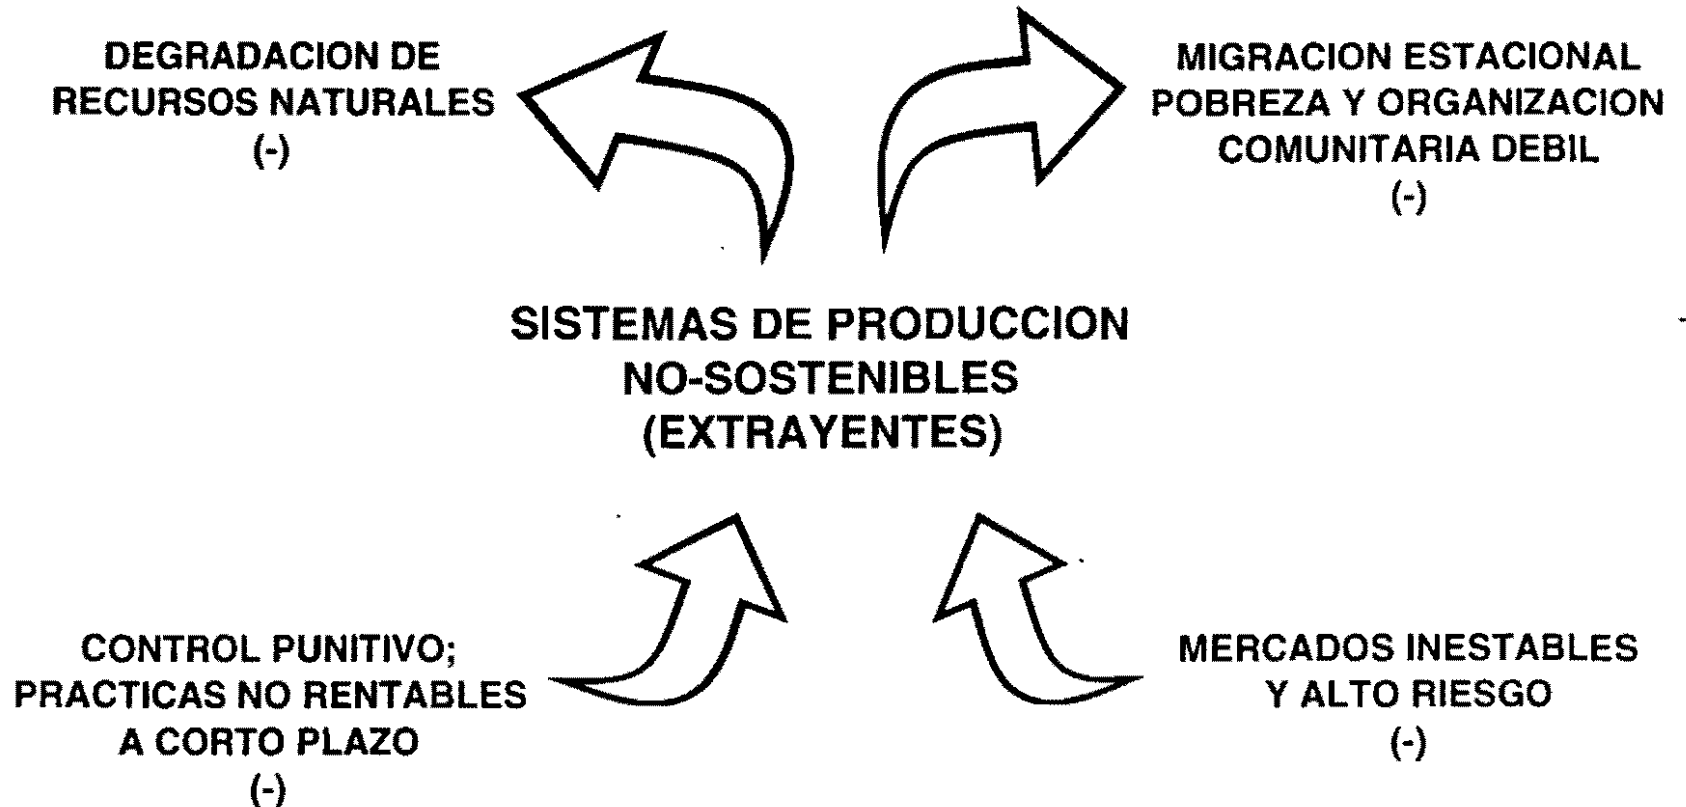 DEGRADACION DE
RECURSOS NATURALES
(-)
MIGRACION ESTACIONAL
POBREZA Y ORGANIZACION
COMUNITARIA DEBIL
(-)
SISTEMAS DE PRODUCCION
NO-SOSTENIBLES
(EXTRAYENTES)
CONTROL PUNITIVO;
PRACTICAS NO RENTABLES
A CORTO PLAZO
(-)
MERCADOS INESTABLES
Y ALTO RIESGO
(-)